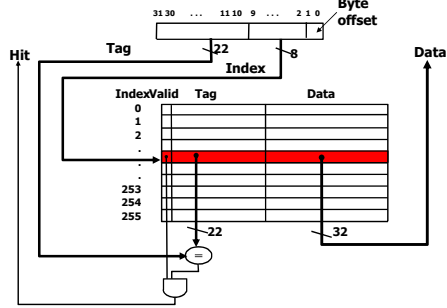 Byte
offset
31 30 ... 11 10 9 ... 2 1 0
Hit
Tag
22
8
Data
Index
Index Valid Tag Data
0
1
2
.
.
.
253
254
255
22
32
=